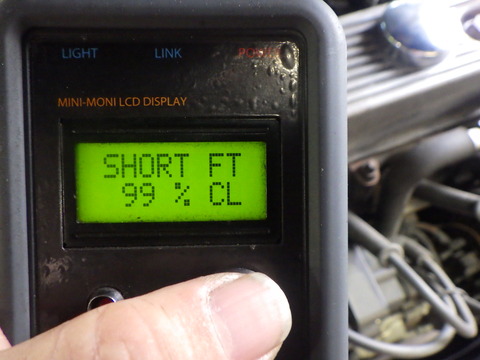 LIGHT LINK POWER
MINI-MONI LCD DISPLAY
SHORT FT
99 % CL